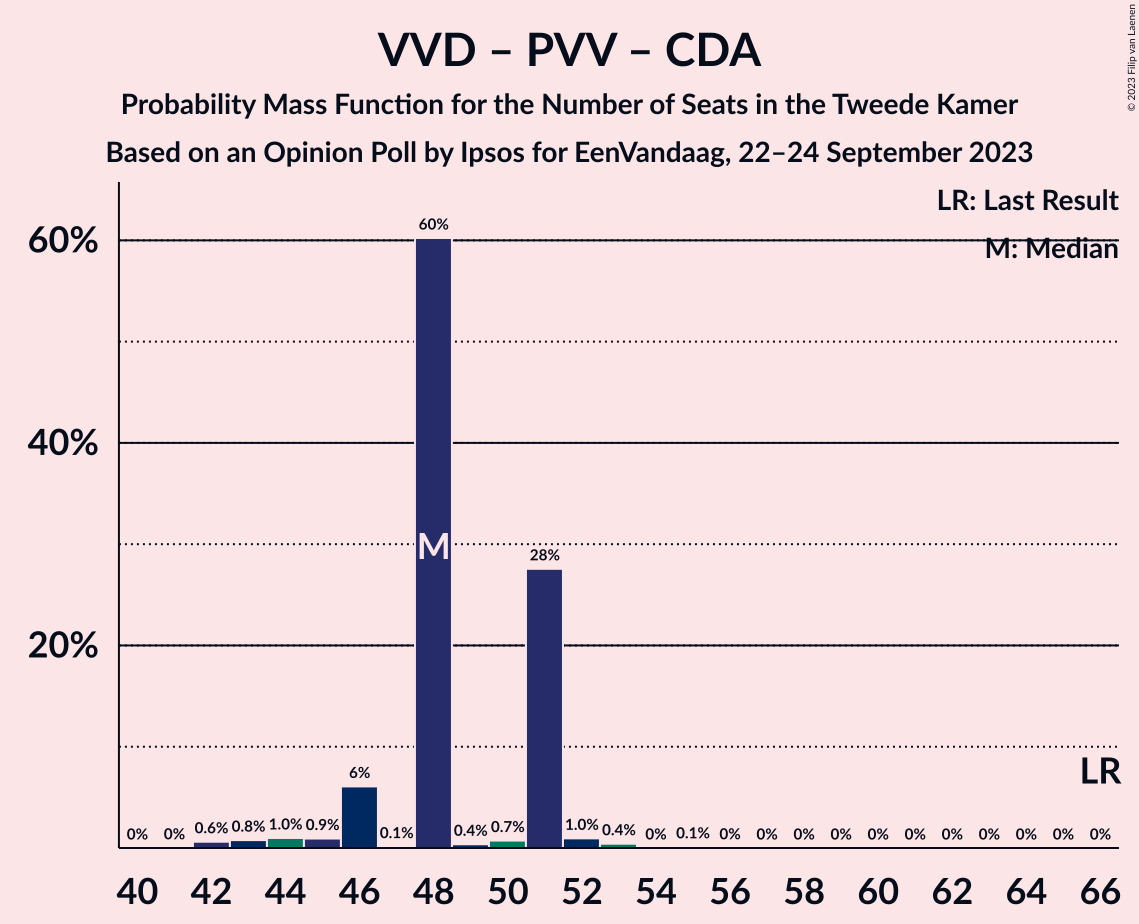 © 2023 Filip van Laenen
VVD – PVV – CDA
Probability Mass Function for the Number of Seats in the Tweede Kamer
Based on an Opinion Poll by Ipsos for EenVandaag, 22–24 September 2023
LR: Last Result
M: Median
60%
40%
20%
0% 0% 0.6% 0.8% 1.0% 0.9% 6% 0.1% 60% 0.4% 0.7% 28% 1.0% 0.4% 0% 0.1% 0% 0% 0% 0% 0% 0% 0% 0% 0% 0% 0%
M
LR
40 42 44 46 48 50 52 54 56 58 60 62 64 66